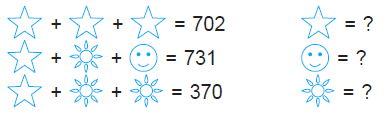 ☆ + ☆ + ☆ = 702 ☆ = ?
☆ + ☼ + ☺ = 731 ☺ = ?
☆ + ☼ + ☼ = 370 ☼ = ?